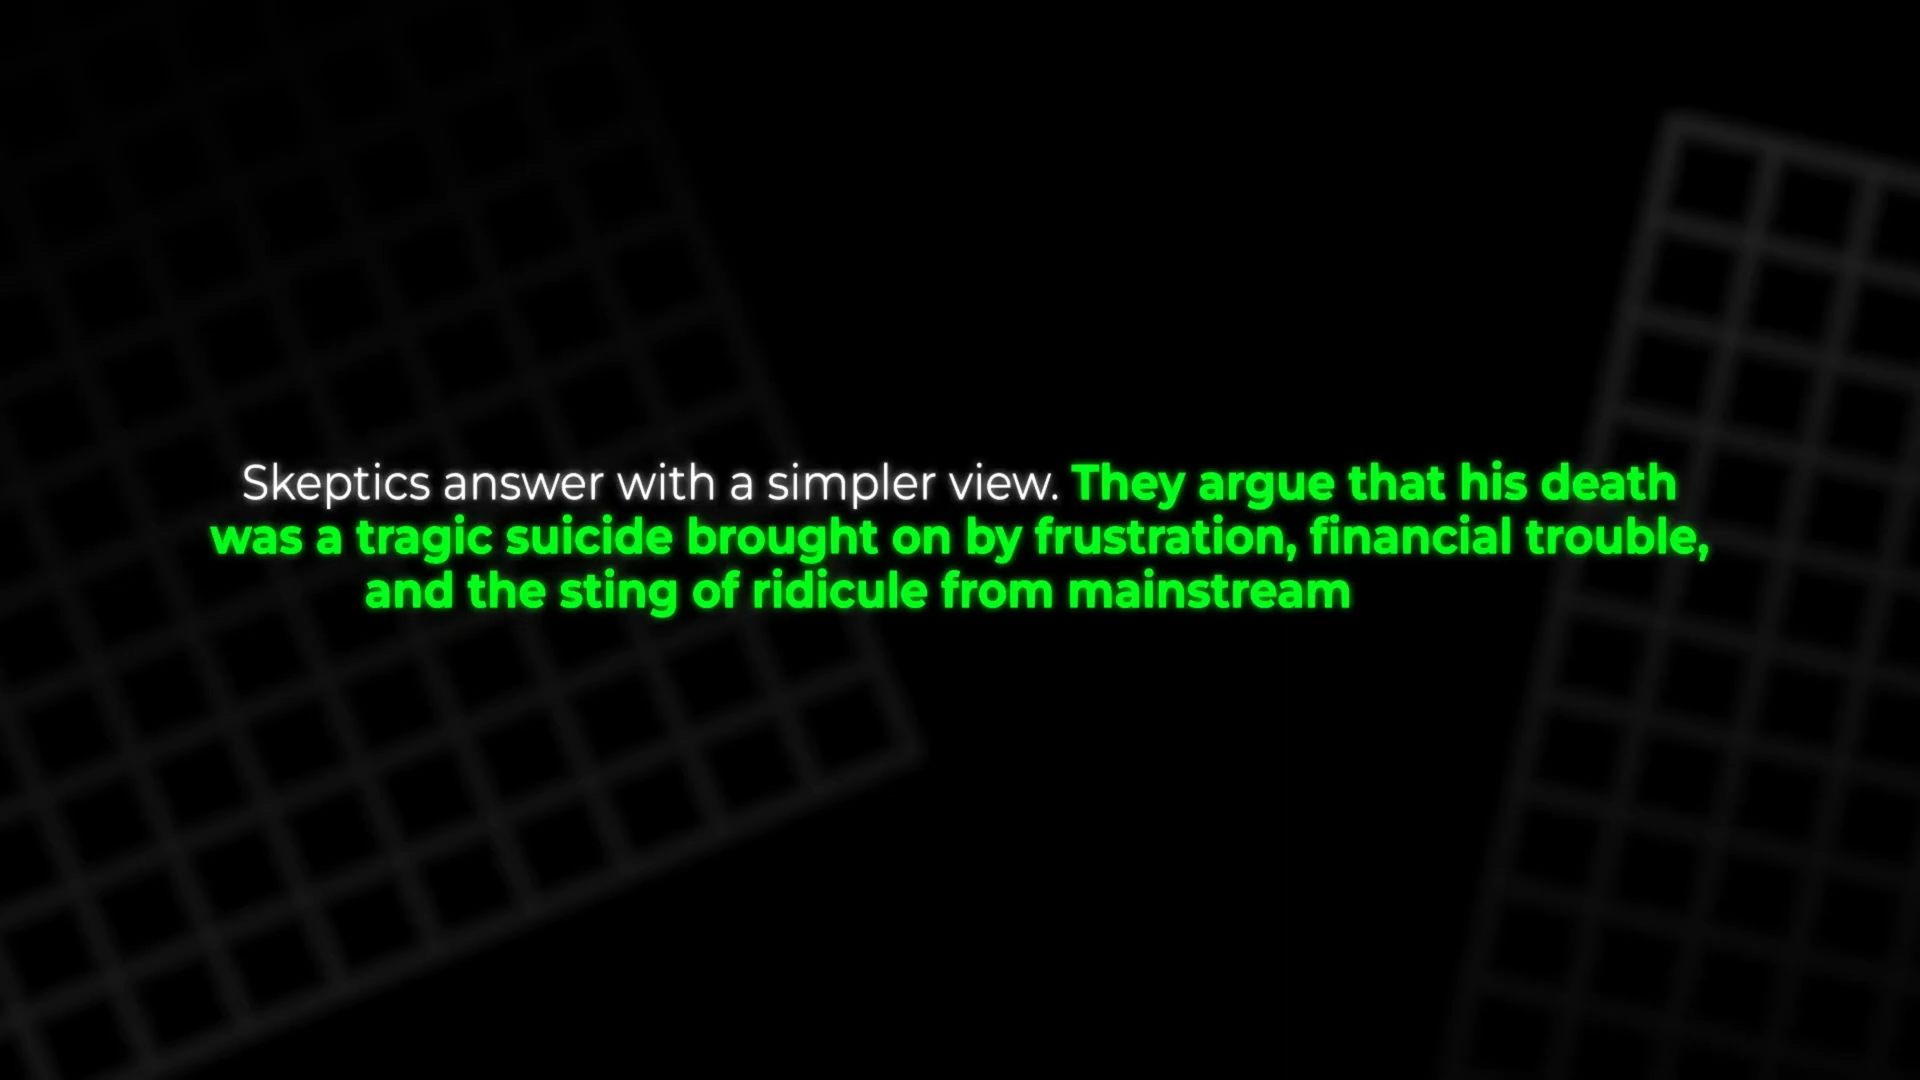 Skeptics answer with a simpler view. They argue that his death
was a tragic suicide brought on by frustration, financial trouble,
and the sting of ridicule from mainstream